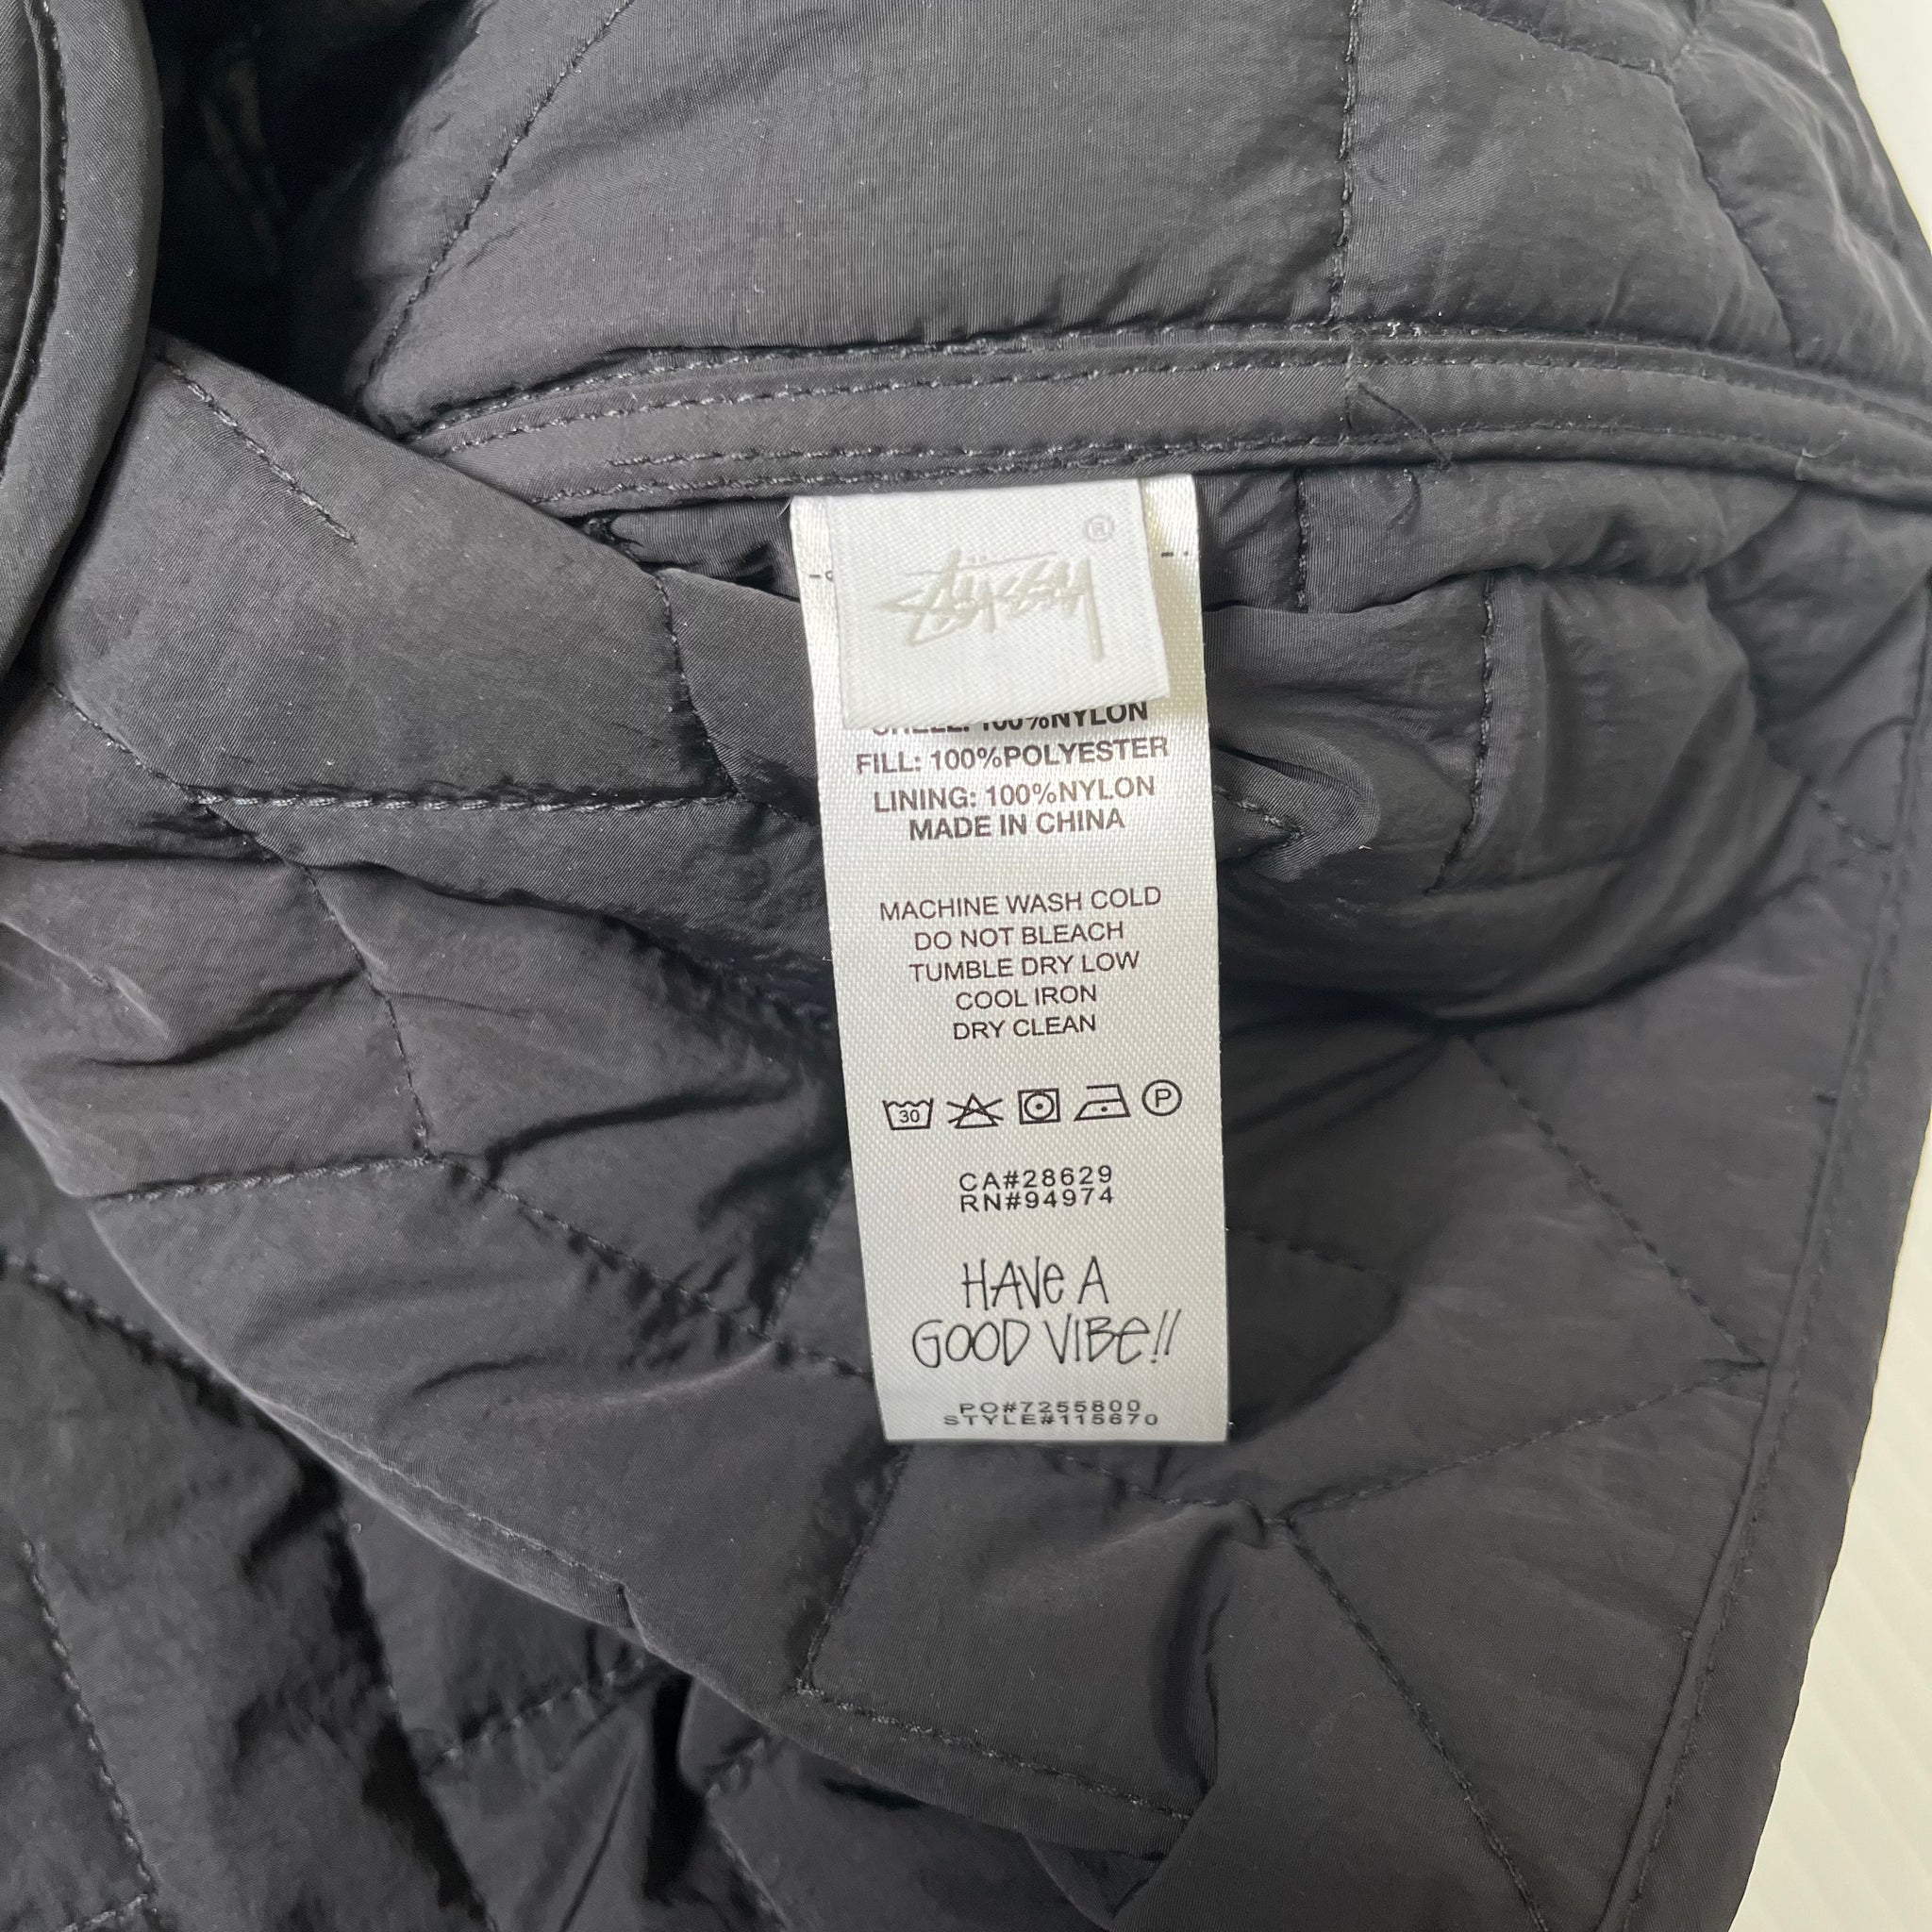 Stüssy ®
SHELL: 100%NYLON
FILL: 100%POLYESTER
LINING: 100%NYLON
MADE IN CHINA
MACHINE WASH COLD
DO NOT BLEACH
TUMBLE DRY LOW
COOL IRON
DRY CLEAN
30 P
CA#28629
RN#94974
HAVe A
GOOD VIBe!!
PO#7255800
STYLE#115670